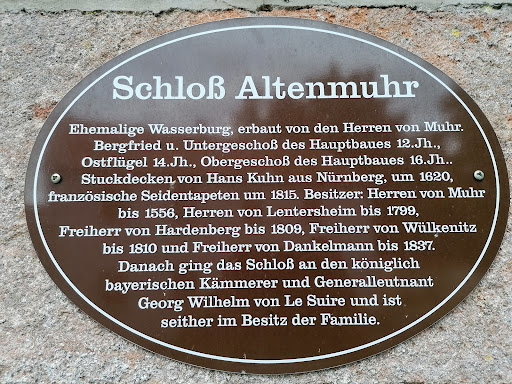 Schloß Altenmuhr
Ehemalige Wasserburg, erbaut von den Herren von Muhr.
Bergfried u. Untergeschoß des Hauptbaues 12.Jh.,
Ostflügel 14.Jh., Obergeschoß des Hauptbaues 16.Jh..
Stuckdecken von Hans Kuhn aus Nürnberg, um 1620,
französische Seidentapeten um 1815. Besitzer: Herren von Muhr
bis 1556, Herren von Lentersheim bis 1799,
Freiherr von Hardenberg bis 1809, Freiherr von Wülkenitz
bis 1810 und Freiherr von Dankelmann bis 1837.
Danach ging das Schloß an den königlich
bayerischen Kämmerer und Generalleutnant
Georg Wilhelm von Le Suire und ist
seither im Besitz der Familie.